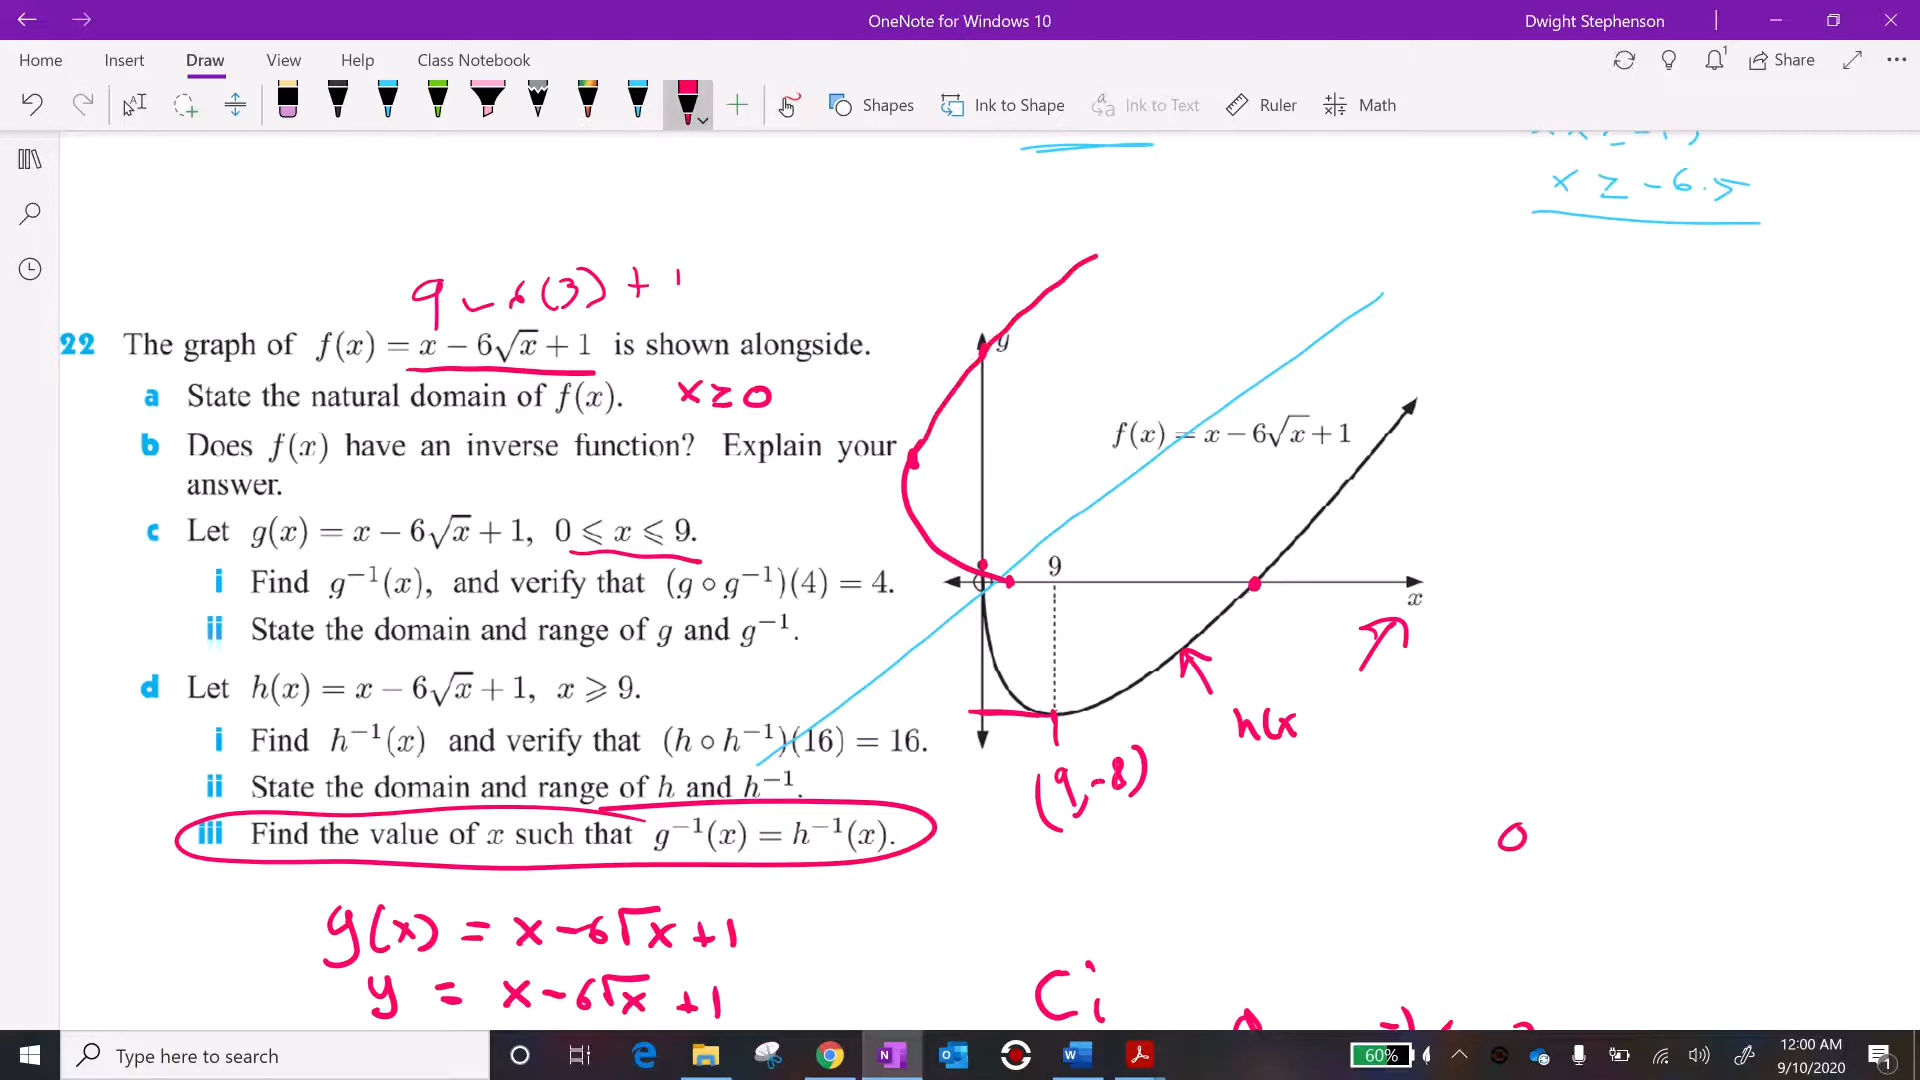 OneNote for Windows 10
Dwight Stephenson
Home Insert Draw View Help Class Notebook
1
Share
Shapes Ink to Shape Ink to Text Ruler Math
x ≥ -6.5
9 - 6(3) + 1
22 The graph of f(x) = x − 6√x + 1 is shown alongside.
a State the natural domain of f(x). x ≥ 0
b Does f(x) have an inverse function? Explain your
answer.
c Let g(x) = x − 6√x + 1, 0 ⩽ x ⩽ 9.
i Find g⁻¹(x), and verify that (g ∘ g⁻¹)(4) = 4.
ii State the domain and range of g and g⁻¹.
d Let h(x) = x − 6√x + 1, x ⩾ 9.
i Find h⁻¹(x) and verify that (h ∘ h⁻¹)(16) = 16.
ii State the domain and range of h and h⁻¹.
iii Find the value of x such that g⁻¹(x) = h⁻¹(x).
y
f(x) = x − 6√x + 1
9
O
x
h(x
(9,-8)
0
g(x) = x - 6√x + 1
y = x - 6√x + 1
Ci
Type here to search
60%
12:00 AM
9/10/2020
1